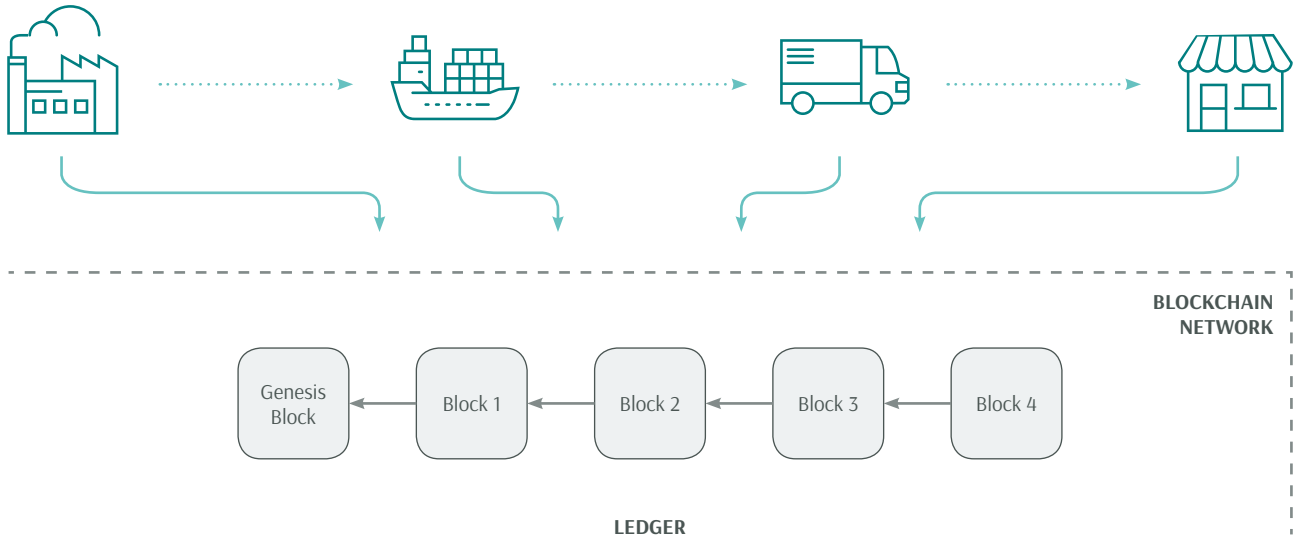 BLOCKCHAIN
NETWORK
Genesis
Block
Block 1
Block 2
Block 3
Block 4
LEDGER